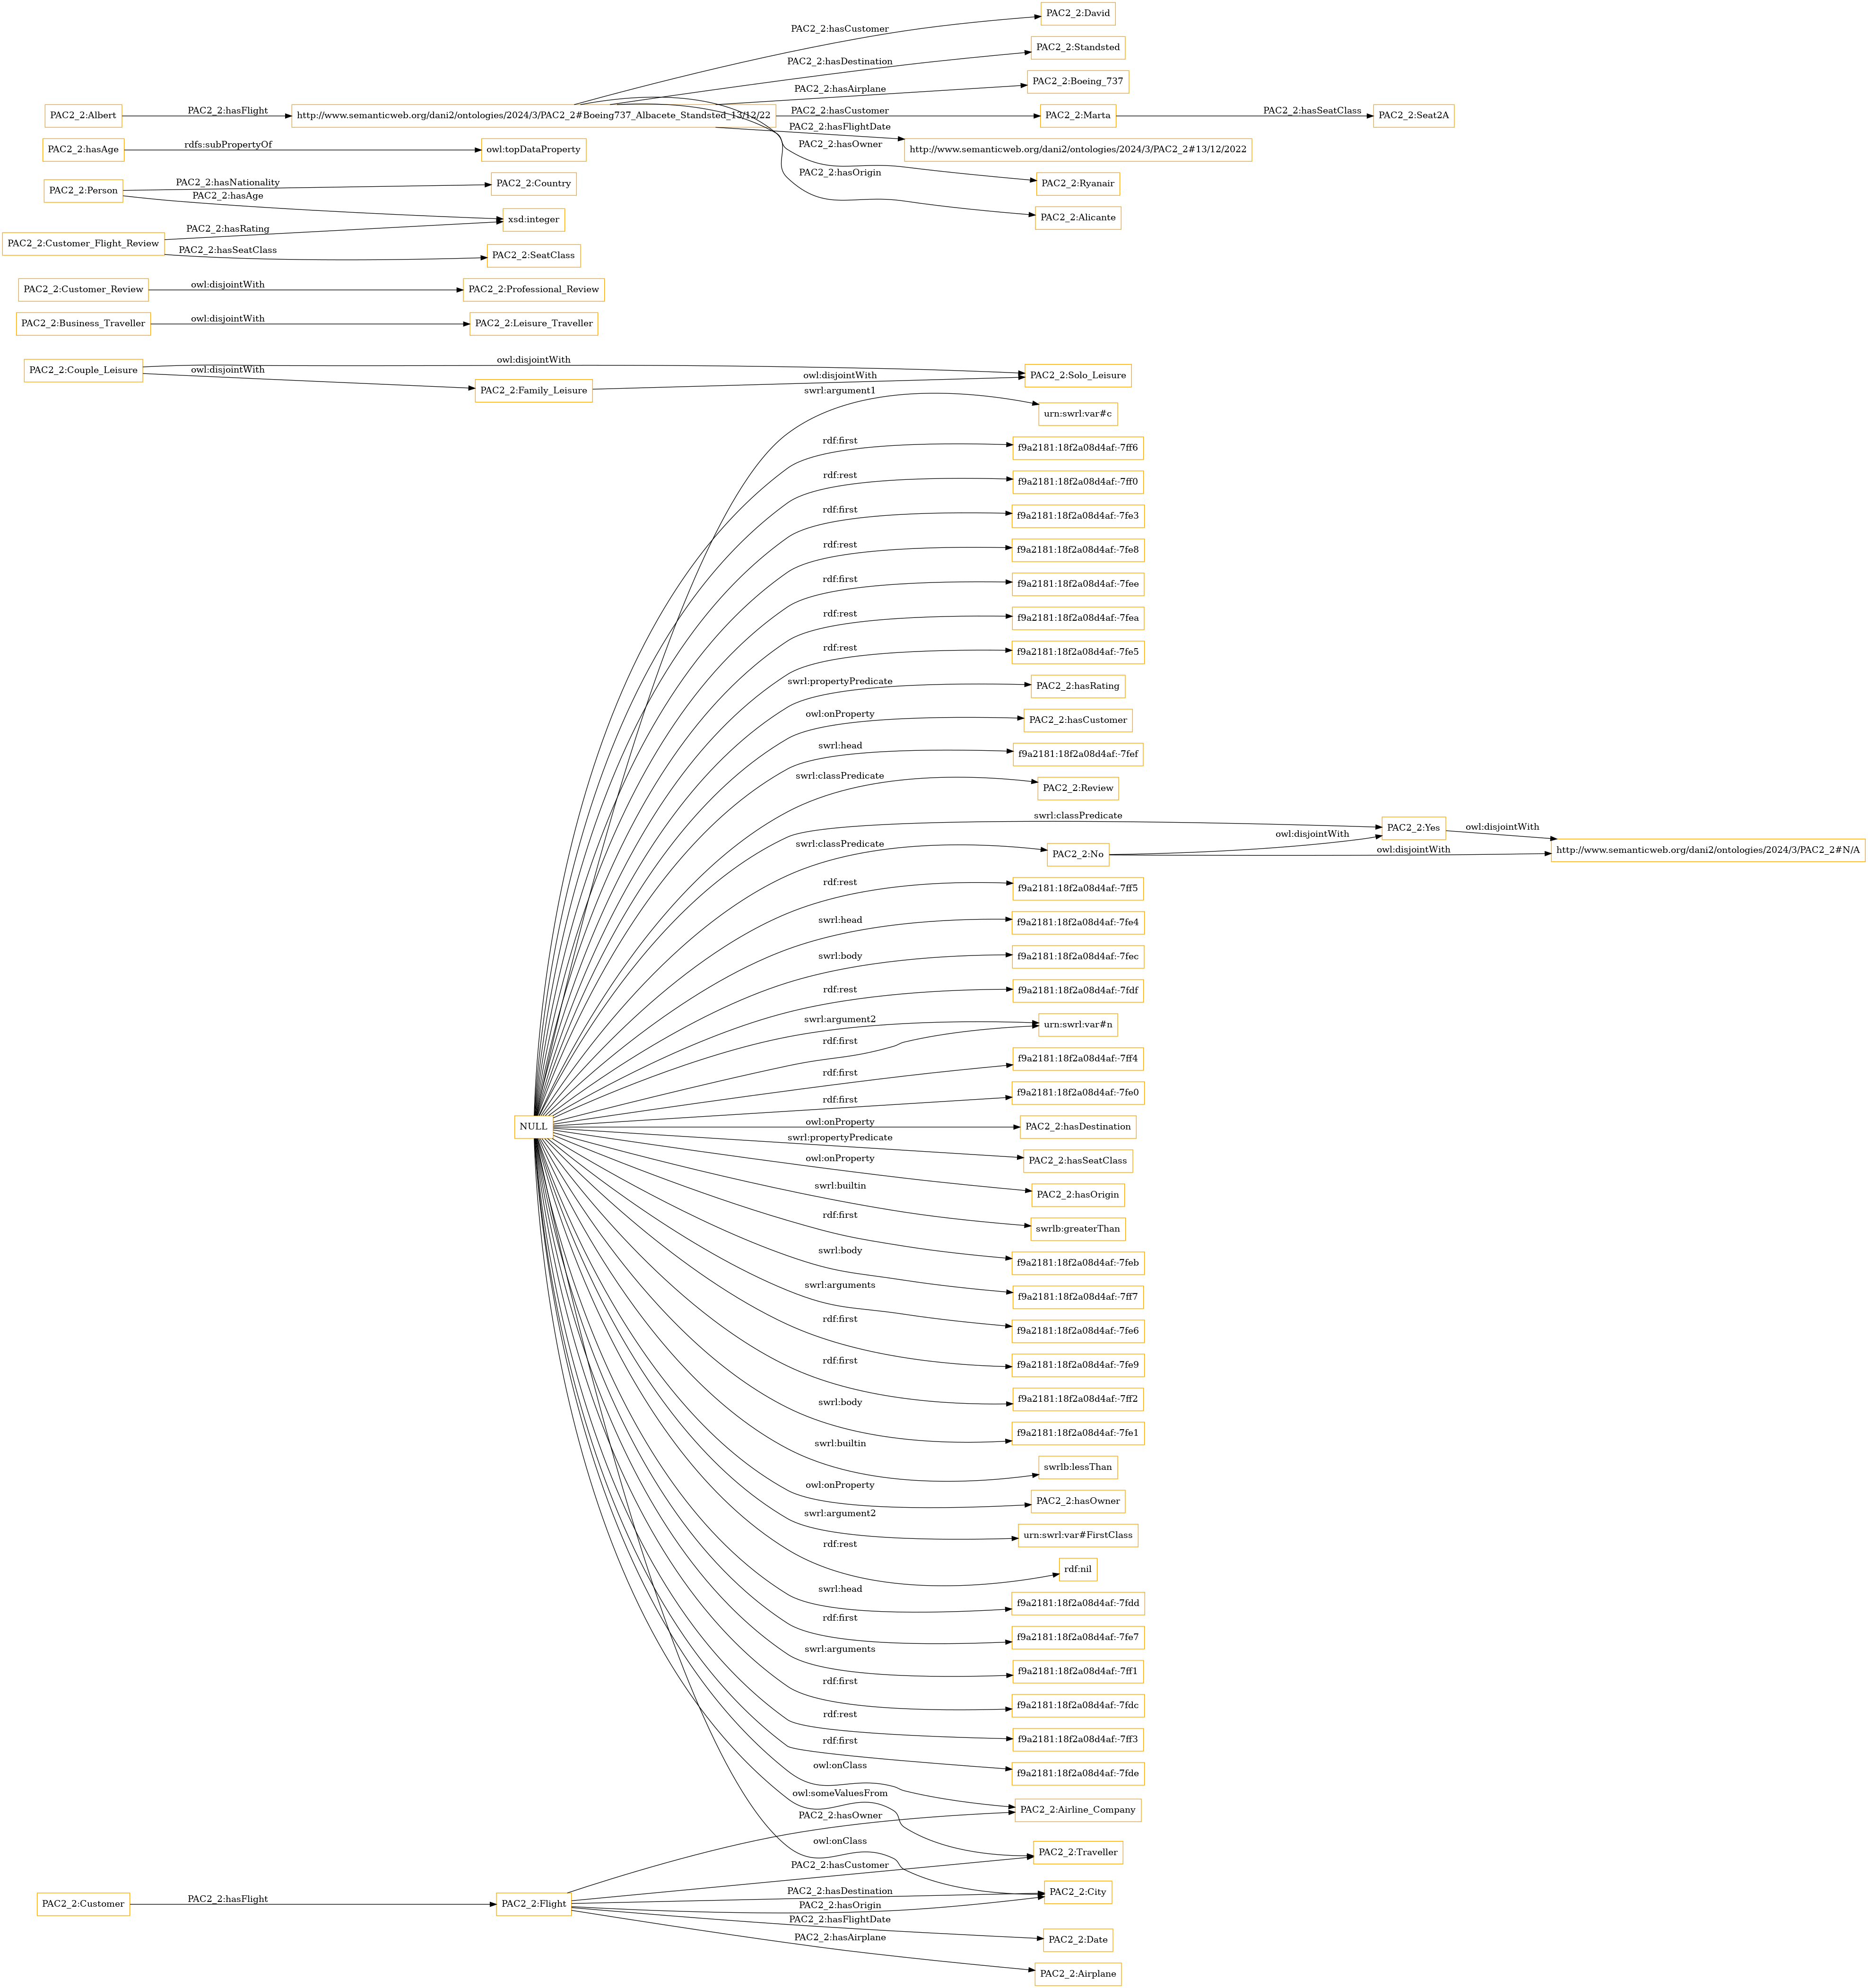 PAC2_2:David
PAC2_2:hasCustomer
PAC2_2:Standsted
PAC2_2:hasDestination
PAC2_2:Boeing_737
PAC2_2:hasAirplane
PAC2_2:Albert
PAC2_2:hasFlight
http://www.semanticweb.org/dani2/ontologies/2024/3/PAC2_2#Boeing737_Albacete_Standsted_13/12/22
PAC2_2:hasCustomer
PAC2_2:Marta
PAC2_2:hasSeatClass
PAC2_2:Seat2A
PAC2_2:hasFlightDate
http://www.semanticweb.org/dani2/ontologies/2024/3/PAC2_2#13/12/2022
PAC2_2:hasAge
rdfs:subPropertyOf
owl:topDataProperty
PAC2_2:hasOwner
PAC2_2:Ryanair
PAC2_2:hasOrigin
PAC2_2:Alicante
PAC2_2:Person
PAC2_2:hasNationality
PAC2_2:Country
PAC2_2:hasAge
xsd:integer
PAC2_2:Customer_Flight_Review
PAC2_2:hasRating
PAC2_2:hasSeatClass
PAC2_2:SeatClass
PAC2_2:Customer_Review
owl:disjointWith
PAC2_2:Professional_Review
PAC2_2:Business_Traveller
owl:disjointWith
PAC2_2:Leisure_Traveller
PAC2_2:Couple_Leisure
owl:disjointWith
owl:disjointWith
PAC2_2:Family_Leisure
owl:disjointWith
PAC2_2:Solo_Leisure
swrl:argument1
urn:swrl:var#c
rdf:first
f9a2181:18f2a08d4af:-7ff6
rdf:rest
f9a2181:18f2a08d4af:-7ff0
rdf:first
f9a2181:18f2a08d4af:-7fe3
rdf:rest
f9a2181:18f2a08d4af:-7fe8
rdf:first
f9a2181:18f2a08d4af:-7fee
rdf:rest
f9a2181:18f2a08d4af:-7fea
rdf:rest
f9a2181:18f2a08d4af:-7fe5
swrl:propertyPredicate
PAC2_2:hasRating
owl:onProperty
PAC2_2:hasCustomer
swrl:head
f9a2181:18f2a08d4af:-7fef
swrl:classPredicate
PAC2_2:Review
swrl:classPredicate
PAC2_2:Yes
owl:disjointWith
http://www.semanticweb.org/dani2/ontologies/2024/3/PAC2_2#N/A
swrl:classPredicate
PAC2_2:No
owl:disjointWith
owl:disjointWith
rdf:rest
f9a2181:18f2a08d4af:-7ff5
swrl:head
f9a2181:18f2a08d4af:-7fe4
swrl:body
f9a2181:18f2a08d4af:-7fec
rdf:rest
f9a2181:18f2a08d4af:-7fdf
swrl:argument2
urn:swrl:var#n
rdf:first
rdf:first
f9a2181:18f2a08d4af:-7ff4
rdf:first
f9a2181:18f2a08d4af:-7fe0
NULL
owl:onProperty
PAC2_2:hasDestination
swrl:propertyPredicate
PAC2_2:hasSeatClass
owl:onProperty
PAC2_2:hasOrigin
swrl:builtin
swrlb:greaterThan
rdf:first
f9a2181:18f2a08d4af:-7feb
swrl:body
f9a2181:18f2a08d4af:-7ff7
swrl:arguments
f9a2181:18f2a08d4af:-7fe6
rdf:first
f9a2181:18f2a08d4af:-7fe9
rdf:first
f9a2181:18f2a08d4af:-7ff2
swrl:body
f9a2181:18f2a08d4af:-7fe1
swrl:builtin
swrlb:lessThan
owl:onProperty
PAC2_2:hasOwner
swrl:argument2
urn:swrl:var#FirstClass
rdf:rest
rdf:nil
swrl:head
f9a2181:18f2a08d4af:-7fdd
rdf:first
f9a2181:18f2a08d4af:-7fe7
swrl:arguments
f9a2181:18f2a08d4af:-7ff1
rdf:first
f9a2181:18f2a08d4af:-7fdc
rdf:rest
f9a2181:18f2a08d4af:-7ff3
rdf:first
f9a2181:18f2a08d4af:-7fde
owl:onClass
PAC2_2:Airline_Company
owl:someValuesFrom
PAC2_2:hasOwner
owl:onClass
PAC2_2:Traveller
PAC2_2:hasCustomer
PAC2_2:Customer
PAC2_2:hasFlight
PAC2_2:Flight
PAC2_2:hasDestination
PAC2_2:City
PAC2_2:hasOrigin
PAC2_2:hasFlightDate
PAC2_2:Date
PAC2_2:hasAirplane
PAC2_2:Airplane